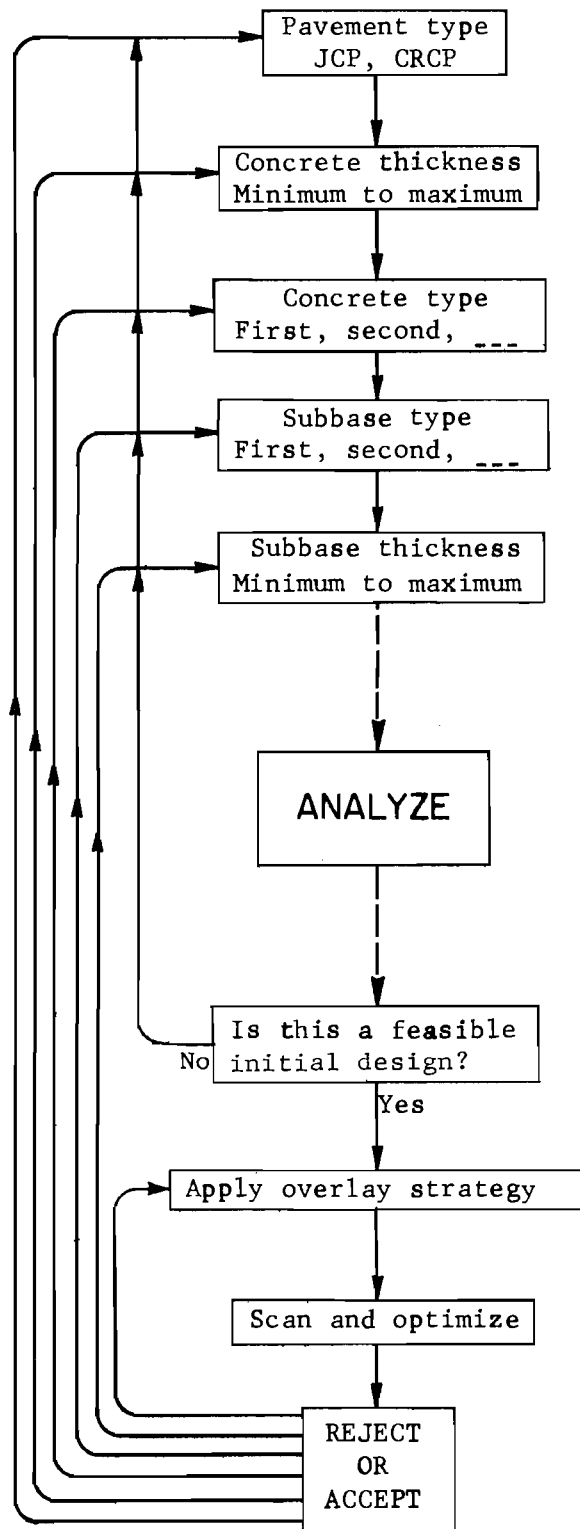 Pavement type
JCP, CRCP
Concrete thickness
Minimum to maximum
Concrete type
First, second, ---
Subbase type
First, second, ---
Subbase thickness
Minimum to maximum
ANALYZE
Is this a feasible
initial design?
No
Yes
Apply overlay strategy
Scan and optimize
REJECT
OR
ACCEPT